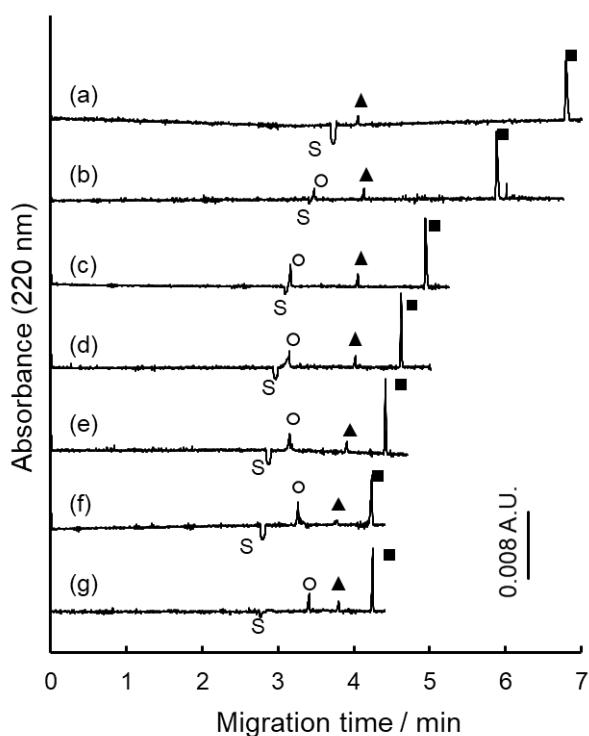 (a)
S
(b)
S
(c)
S
(d)
S
(e)
S
(f)
S
(g)
S
Absorbance (220 nm)
0.008 A.U.
0 1 2 3 4 5 6 7
Migration time / min